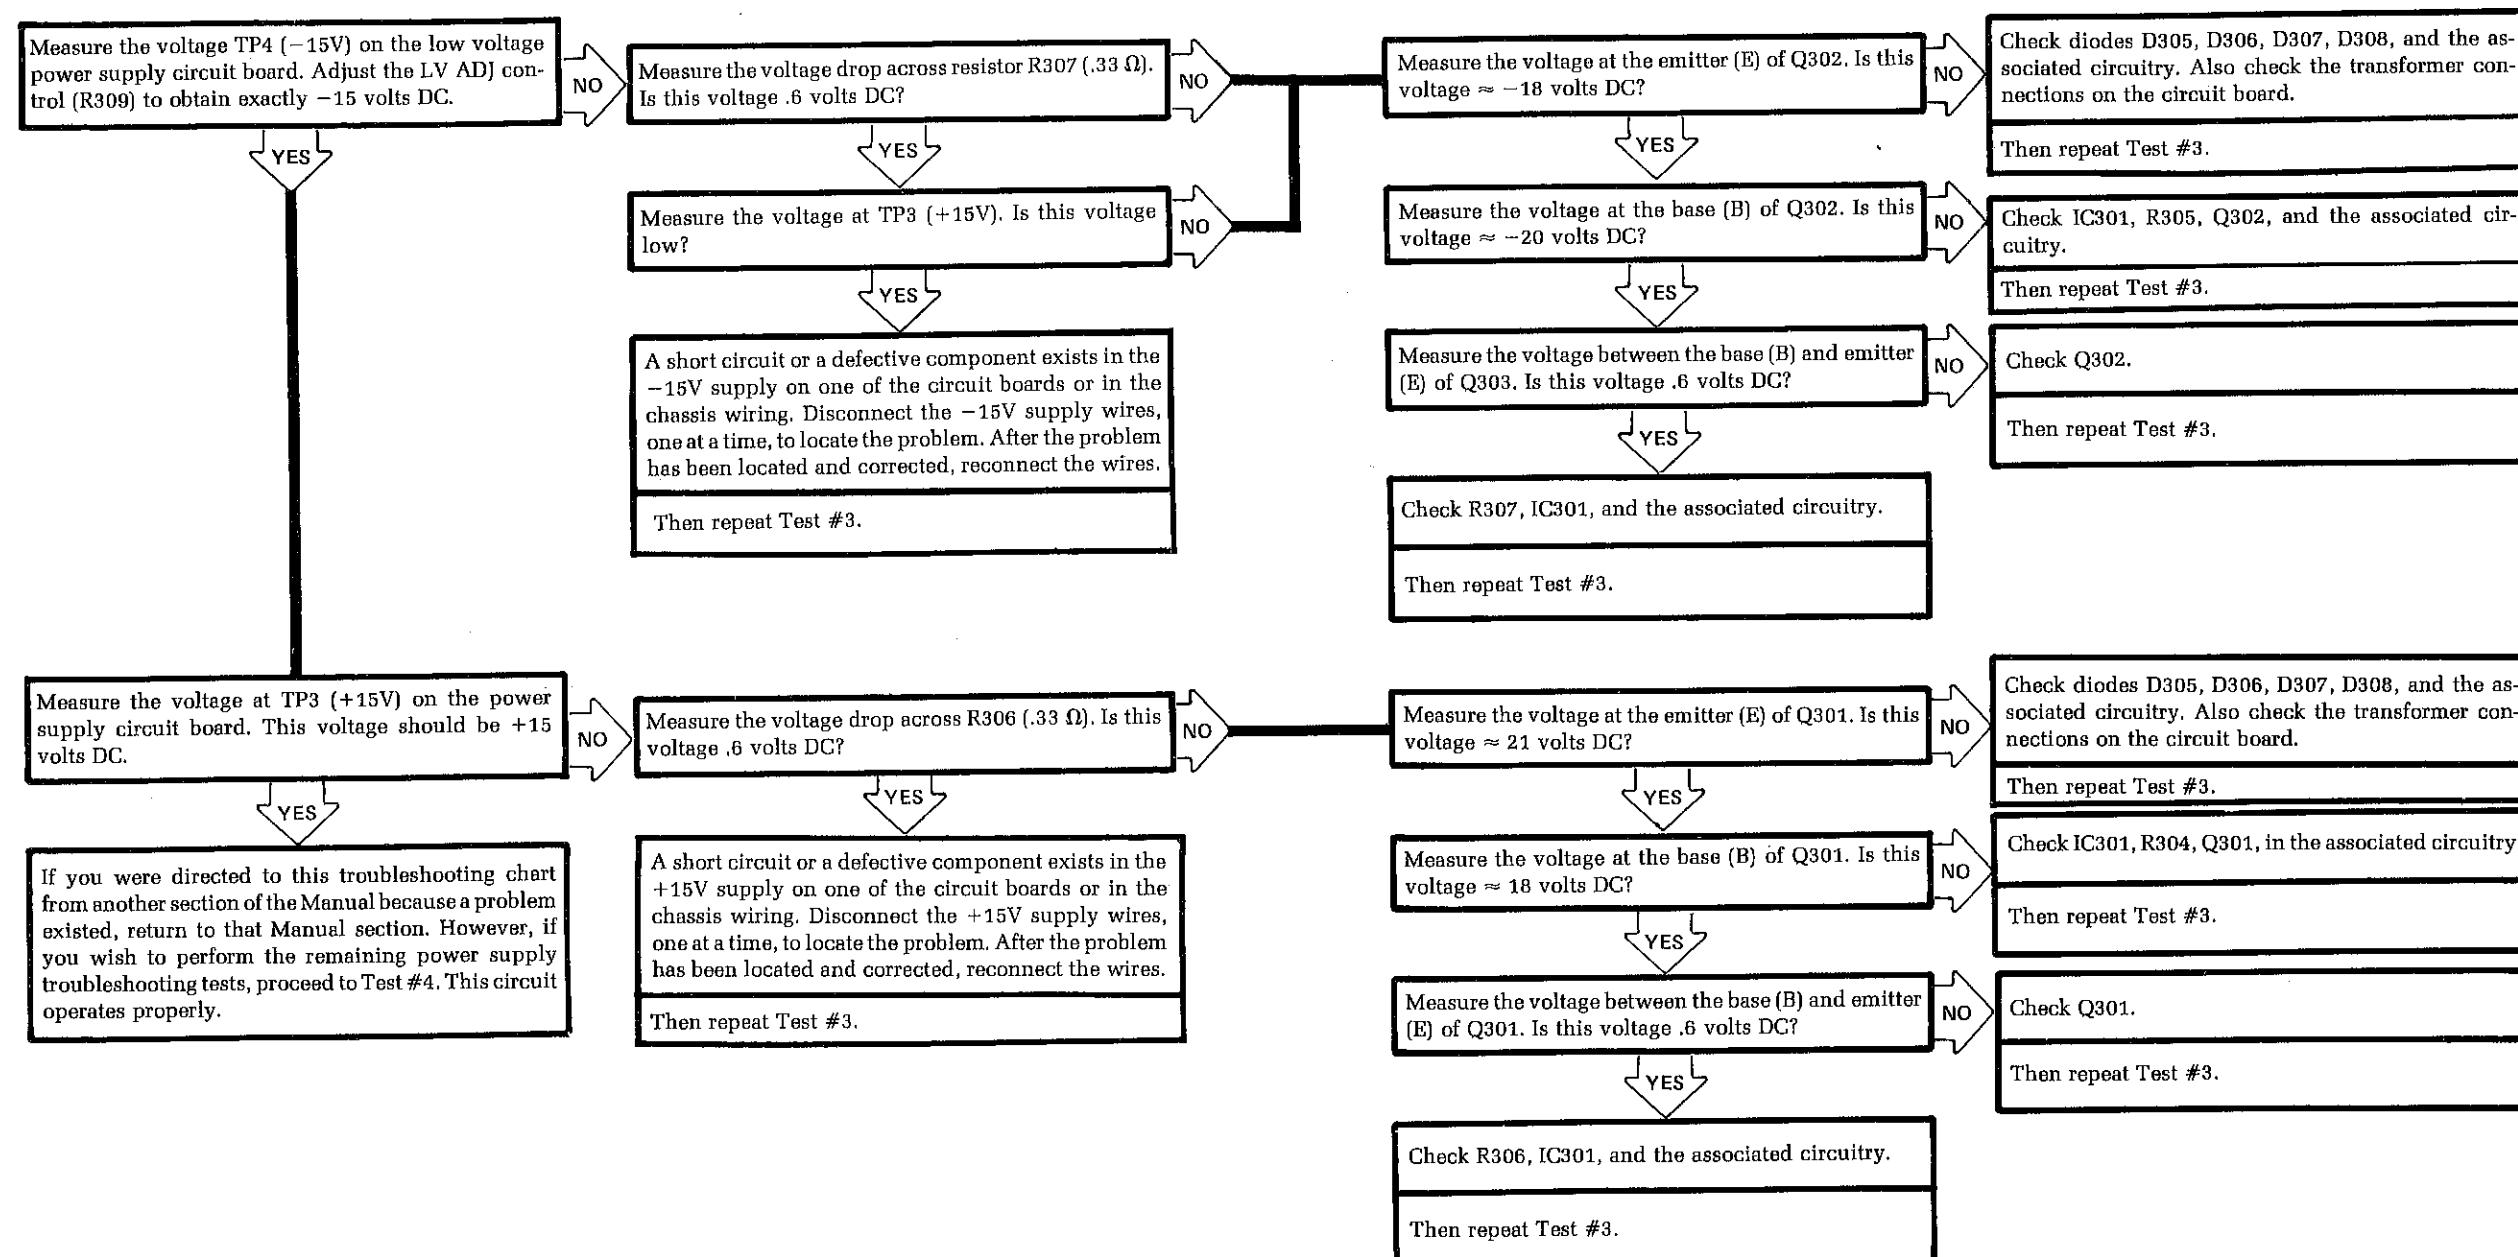 Measure the voltage TP4 (−15V) on the low voltage
power supply circuit board. Adjust the LV ADJ con-
trol (R309) to obtain exactly −15 volts DC.
NO
YES
Measure the voltage drop across resistor R307 (.33 Ω).
Is this voltage .6 volts DC?
NO
YES
Measure the voltage at TP3 (+15V). Is this voltage
low?
NO
YES
A short circuit or a defective component exists in the
−15V supply on one of the circuit boards or in the
chassis wiring. Disconnect the −15V supply wires,
one at a time, to locate the problem. After the problem
has been located and corrected, reconnect the wires.
Then repeat Test #3.
Measure the voltage at the emitter (E) of Q302. Is this
voltage ≈ −18 volts DC?
NO
YES
Check diodes D305, D306, D307, D308, and the as-
sociated circuitry. Also check the transformer con-
nections on the circuit board.
Then repeat Test #3.
Measure the voltage at the base (B) of Q302. Is this
voltage ≈ −20 volts DC?
NO
YES
Check IC301, R305, Q302, and the associated cir-
cuitry.
Then repeat Test #3.
Measure the voltage between the base (B) and emitter
(E) of Q303. Is this voltage .6 volts DC?
NO
YES
Check Q302.
Then repeat Test #3.
Check R307, IC301, and the associated circuitry.
Then repeat Test #3.
Measure the voltage at TP3 (+15V) on the power
supply circuit board. This voltage should be +15
volts DC.
NO
YES
If you were directed to this troubleshooting chart
from another section of the Manual because a problem
existed, return to that Manual section. However, if
you wish to perform the remaining power supply
troubleshooting tests, proceed to Test #4. This circuit
operates properly.
Measure the voltage drop across R306 (.33 Ω). Is this
voltage .6 volts DC?
NO
YES
A short circuit or a defective component exists in the
+15V supply on one of the circuit boards or in the
chassis wiring. Disconnect the +15V supply wires,
one at a time, to locate the problem. After the problem
has been located and corrected, reconnect the wires.
Then repeat Test #3.
Measure the voltage at the emitter (E) of Q301. Is this
voltage ≈ 21 volts DC?
NO
YES
Check diodes D305, D306, D307, D308, and the as-
sociated circuitry. Also check the transformer con-
nections on the circuit board.
Then repeat Test #3.
Measure the voltage at the base (B) of Q301. Is this
voltage ≈ 18 volts DC?
NO
YES
Check IC301, R304, Q301, in the associated circuitry
Then repeat Test #3.
Measure the voltage between the base (B) and emitter
(E) of Q301. Is this voltage .6 volts DC?
NO
YES
Check Q301.
Then repeat Test #3.
Check R306, IC301, and the associated circuitry.
Then repeat Test #3.